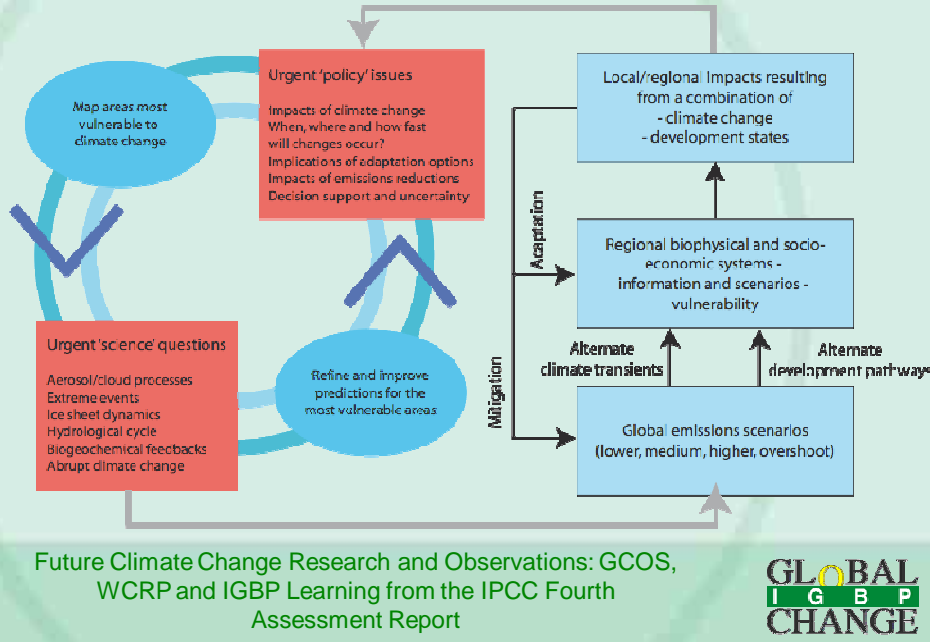 Map areas most
vulnerable to
climate change
Urgent ‘policy’ issues
Impacts of climate change
When, where and how fast
will changes occur?
Implications of adaptation options
Impacts of emissions reductions
Decision support and uncertainty
Urgent ‘science’ questions
Aerosol/cloud processes
Extreme events
Ice sheet dynamics
Hydrological cycle
Biogeochemical feedbacks
Abrupt climate change
Refine and improve
predictions for the
most vulnerable areas
Local/regional impacts resulting
from a combination of
- climate change
- development states
Adaptation
Regional biophysical and socio-
economic systems -
information and scenarios -
vulnerability
Alternate
climate transients
Alternate
development pathways
Mitigation
Global emissions scenarios
(lower, medium, higher, overshoot)
Future Climate Change Research and Observations: GCOS,
WCRP and IGBP Learning from the IPCC Fourth
Assessment Report
GLOBAL
I G B P
CHANGE